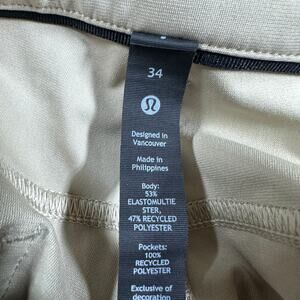 34
Designed in
Vancouver
Made in
Philippines
Body:
53%
ELASTOMULTIE
STER,
47% RECYCLED
POLYESTER
Pockets:
100%
RECYCLED
POLYESTER
Exclusive of
decoration